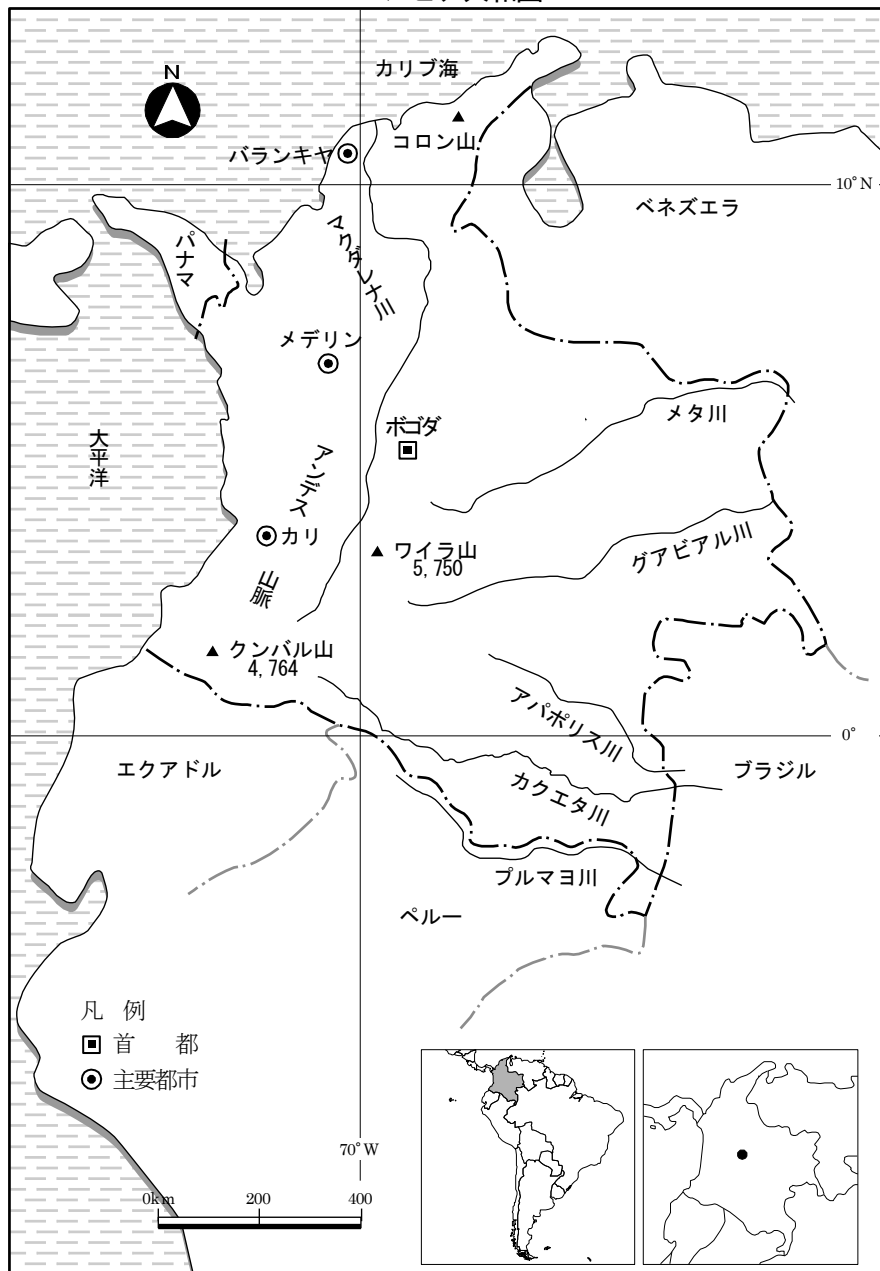 N
カリブ海
コロン山
バランキヤ
10°N
ベネズエラ
パナマ
マクダレナ川
メデリン
ボゴダ
メタ川
大平洋
アンデス
山脈
カリ
ワイラ山
5,750
グアビアル川
クンバル山
4,764
アパポリス川
0°
エクアドル
ブラジル
カクエタ川
プルマヨ川
ペルー
凡 例
首 都
主要都市
70°W
0km 200 400